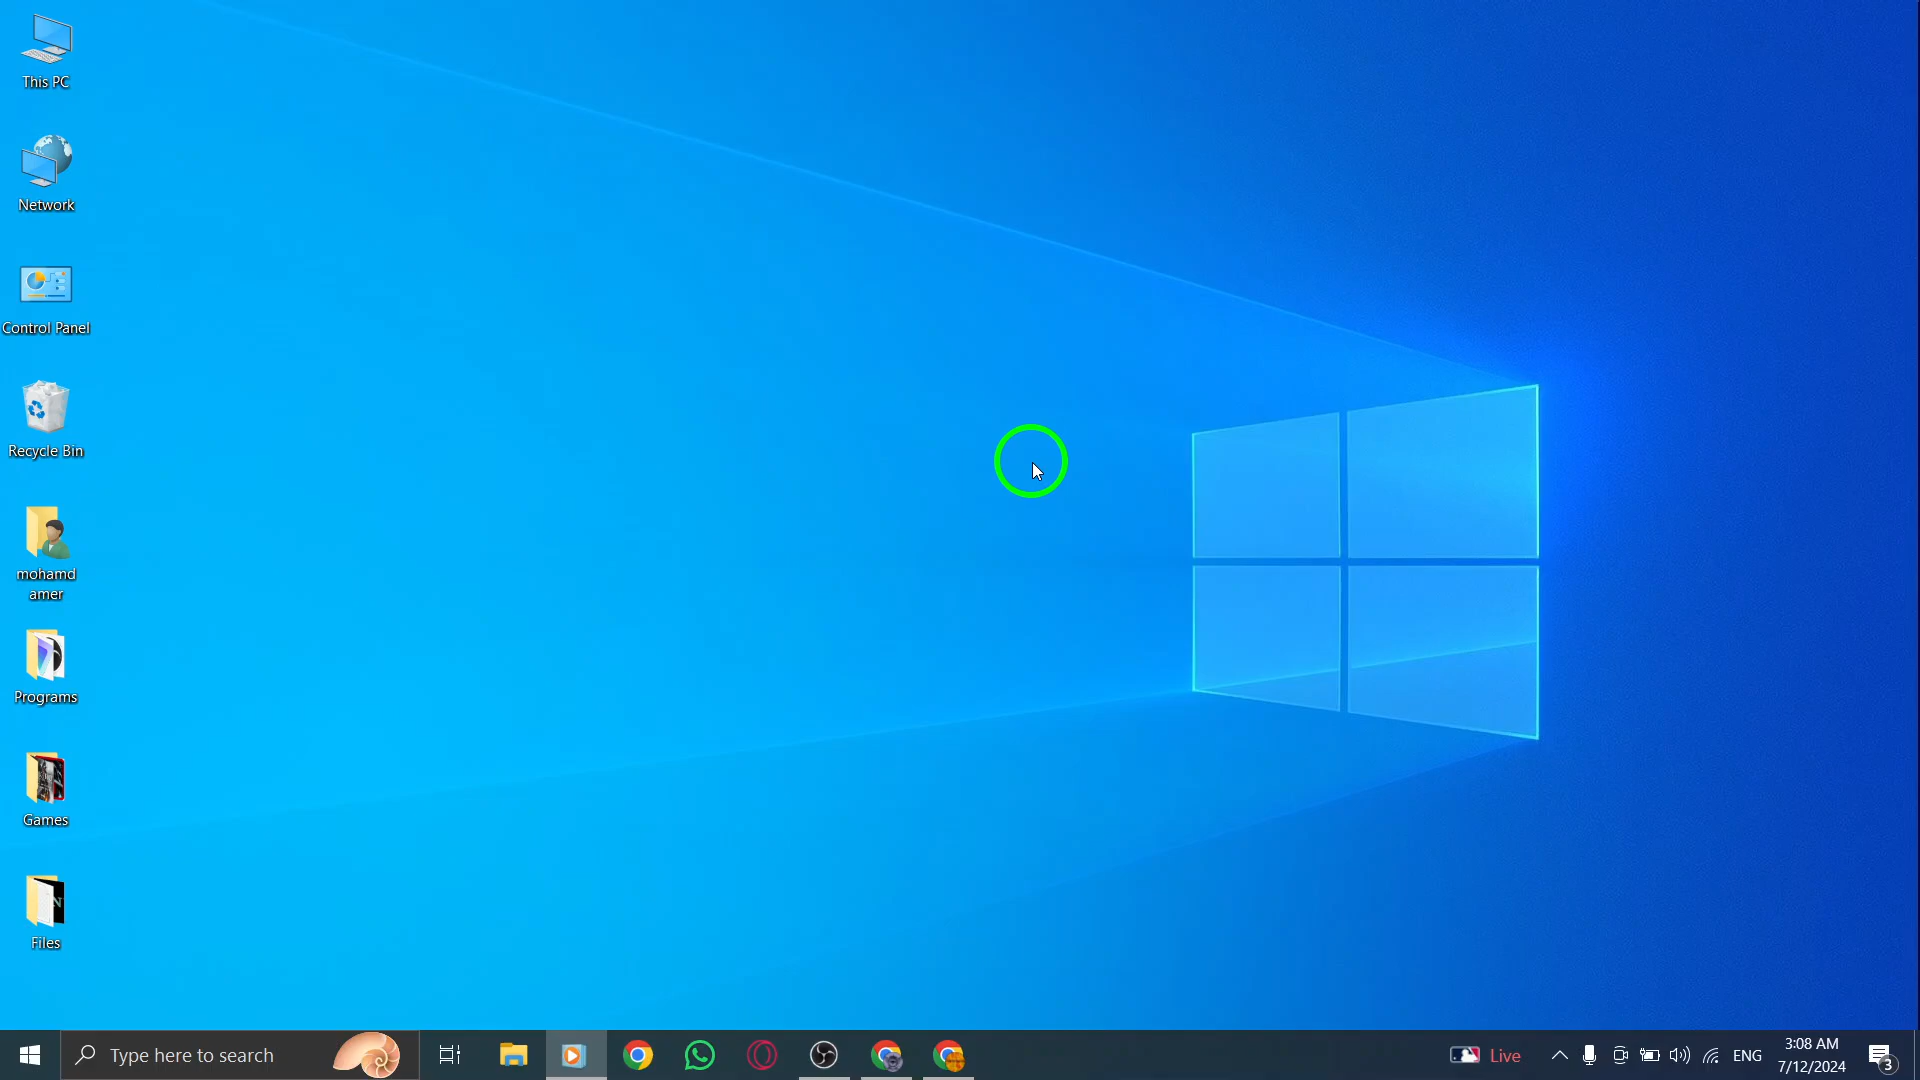 This PC
Network
Control Panel
Recycle Bin
mohamd
amer
Programs
Games
Files
Type here to search
Live
ENG
3:08 AM
7/12/2024
3